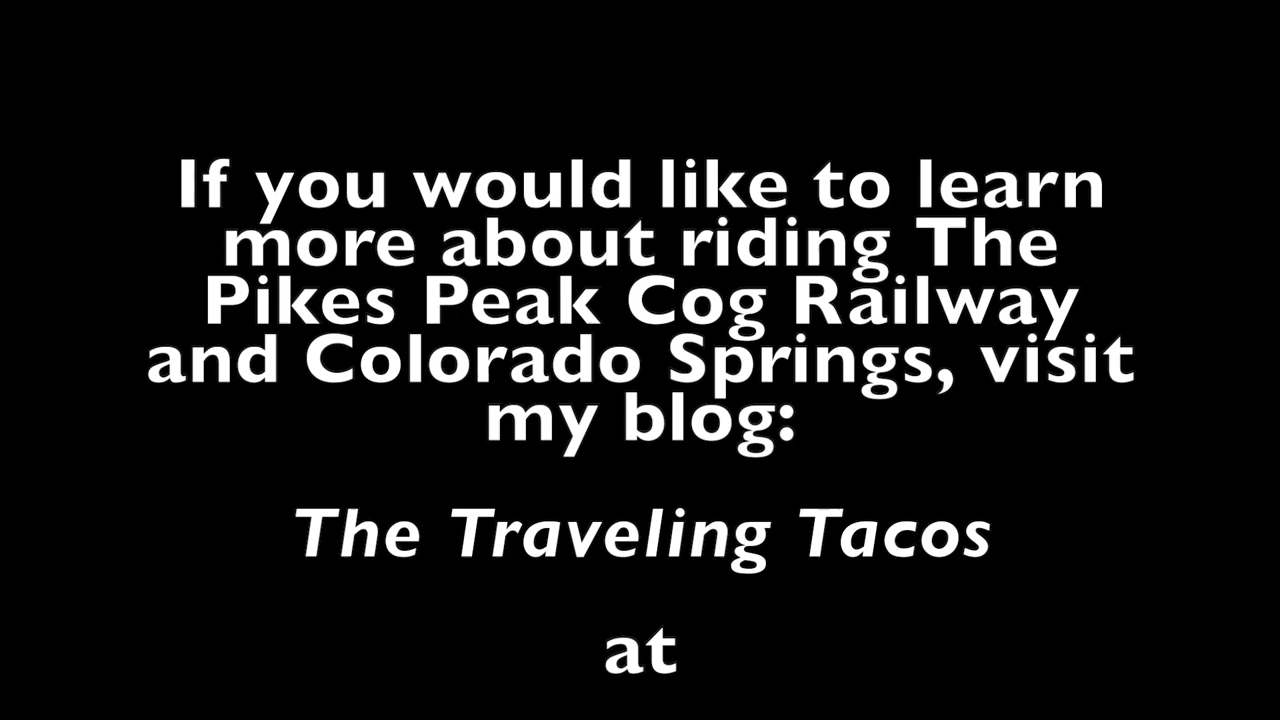 If you would like to learn
more about riding The
Pikes Peak Cog Railway
and Colorado Springs, visit
my blog:
The Traveling Tacos
at